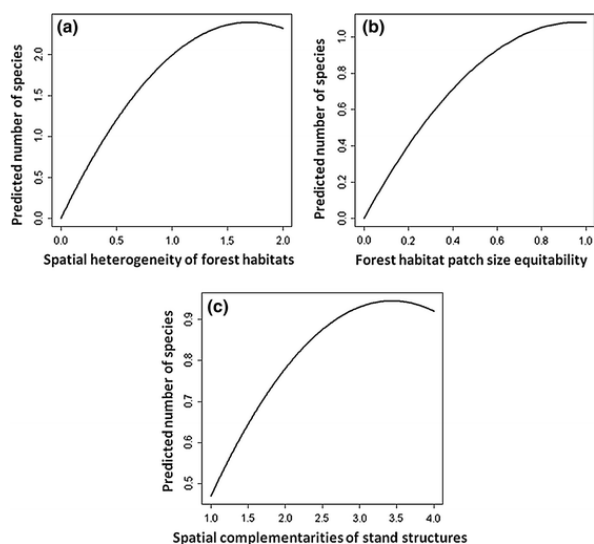 (a)
Predicted number of species
2.0
1.5
1.0
0.5
0.0
0.0 0.5 1.0 1.5 2.0
Spatial heterogeneity of forest habitats
(b)
Predicted number of species
1.0
0.8
0.6
0.4
0.2
0.0
0.0 0.2 0.4 0.6 0.8 1.0
Forest habitat patch size equitability
(c)
Predicted number of species
0.9
0.8
0.7
0.6
0.5
1.0 1.5 2.0 2.5 3.0 3.5 4.0
Spatial complementarities of stand structures